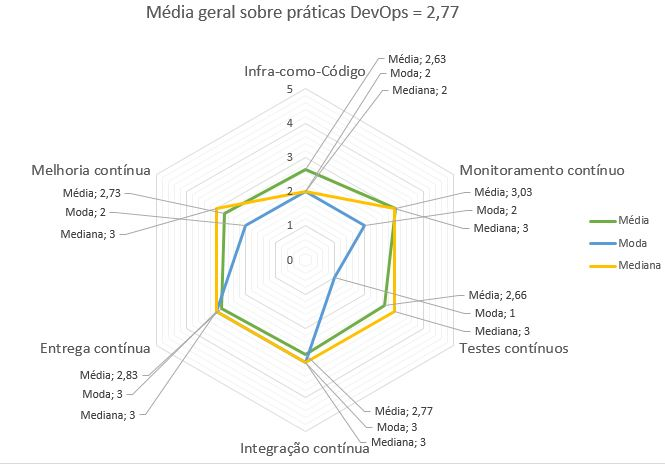 Média geral sobre práticas DevOps = 2,77
Infra-como-Código
Média; 2,63
Moda; 2
Mediana; 2
5
4
3
2
1
0
Monitoramento contínuo
Média; 3,03
Moda; 2
Mediana; 3
Testes contínuos
Média; 2,66
Moda; 1
Mediana; 3
Integração contínua
Média; 2,77
Moda; 3
Mediana; 3
Entrega contínua
Média; 2,83
Moda; 3
Mediana; 3
Melhoria contínua
Média; 2,73
Moda; 2
Mediana; 3
Média
Moda
Mediana